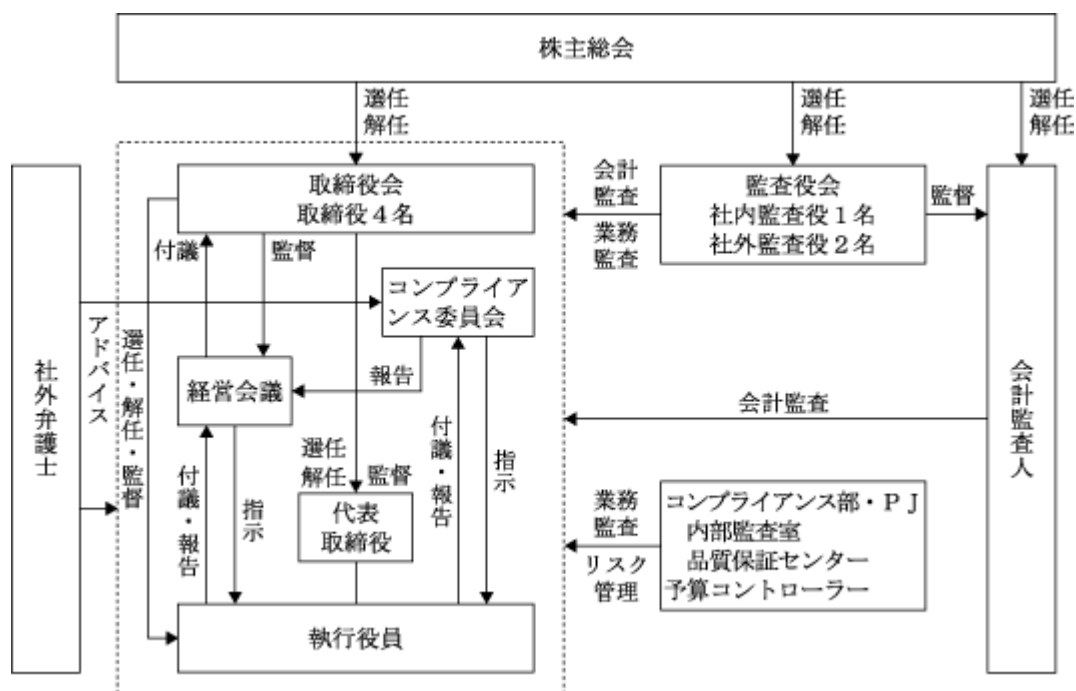 株主総会
選任
解任
選任
解任
選任
解任
取締役会
取締役4名
会計
監査
業務
監査
監査役会
社内監査役1名
社外監査役2名
監督
付議
監督
コンプライア
ンス委員会
アドバイス
選任・解任・監督
社外弁護士
経営会議
報告
会計監査
会計監査人
付議・報告
指示
選任
解任
監督
付議・報告
指示
代表
取締役
業務
監査
リスク
管理
コンプライアンス部・PJ
内部監査室
品質保証センター
予算コントローラー
執行役員